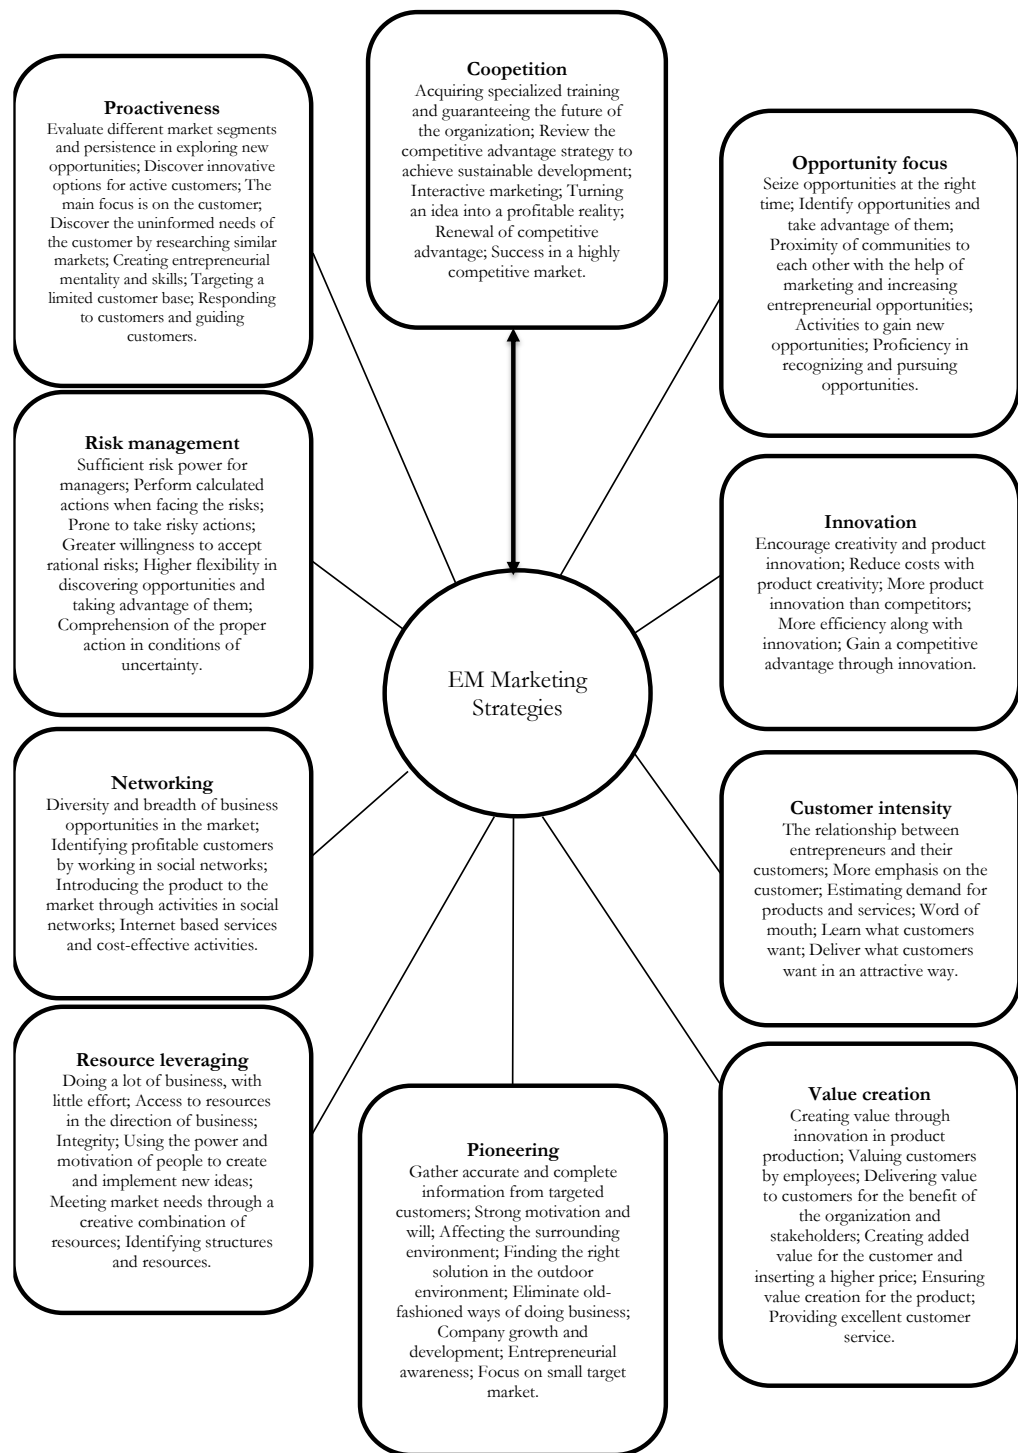 Coopetition
Acquiring specialized training
and guaranteeing the future of
the organization; Review the
competitive advantage strategy to
achieve sustainable development;
Interactive marketing; Turning
an idea into a profitable reality;
Renewal of competitive
advantage; Success in a highly
competitive market.
Proactiveness
Evaluate different market segments
and persistence in exploring new
opportunities; Discover innovative
options for active customers; The
main focus is on the customer;
Discover the uninformed needs of
the customer by researching similar
markets; Creating entrepreneurial
mentality and skills; Targeting a
limited customer base; Responding
to customers and guiding
customers.
Opportunity focus
Seize opportunities at the right
time; Identify opportunities and
take advantage of them;
Proximity of communities to
each other with the help of
marketing and increasing
entrepreneurial opportunities;
Activities to gain new
opportunities; Proficiency in
recognizing and pursuing
opportunities.
Risk management
Sufficient risk power for
managers; Perform calculated
actions when facing the risks;
Prone to take risky actions;
Greater willingness to accept
rational risks; Higher flexibility in
discovering opportunities and
taking advantage of them;
Comprehension of the proper
action in conditions of
uncertainty.
Innovation
Encourage creativity and product
innovation; Reduce costs with
product creativity; More product
innovation than competitors;
More efficiency along with
innovation; Gain a competitive
advantage through innovation.
EM Marketing
Strategies
Networking
Diversity and breadth of business
opportunities in the market;
Identifying profitable customers
by working in social networks;
Introducing the product to the
market through activities in social
networks; Internet based services
and cost-effective activities.
Customer intensity
The relationship between
entrepreneurs and their
customers; More emphasis on the
customer; Estimating demand for
products and services; Word of
mouth; Learn what customers
want; Deliver what customers
want in an attractive way.
Resource leveraging
Doing a lot of business, with
little effort; Access to resources
in the direction of business;
Integrity; Using the power and
motivation of people to create
and implement new ideas;
Meeting market needs through a
creative combination of
resources; Identifying structures
and resources.
Pioneering
Gather accurate and complete
information from targeted
customers; Strong motivation and
will; Affecting the surrounding
environment; Finding the right
solution in the outdoor
environment; Eliminate old-
fashioned ways of doing business;
Company growth and
development; Entrepreneurial
awareness; Focus on small target
market.
Value creation
Creating value through
innovation in product
production; Valuing customers
by employees; Delivering value
to customers for the benefit of
the organization and
stakeholders; Creating added
value for the customer and
inserting a higher price; Ensuring
value creation for the product;
Providing excellent customer
service.